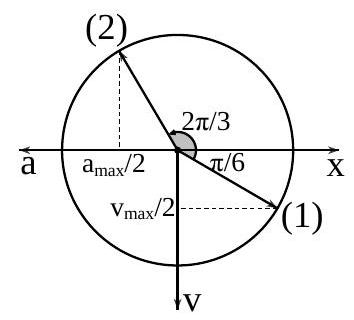 (2)
2π/3
a
a_max/2
π/6
x
v_max/2
(1)
v